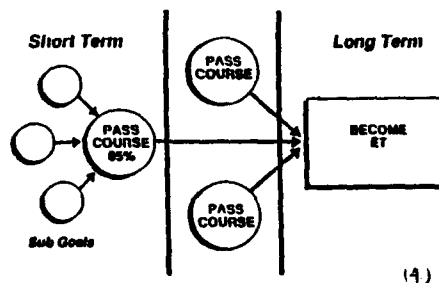 Short Term
Long Term
PASS
COURSE
PASS
COURSE
85%
BECOME
ET
PASS
COURSE
Sub Goals
(4)